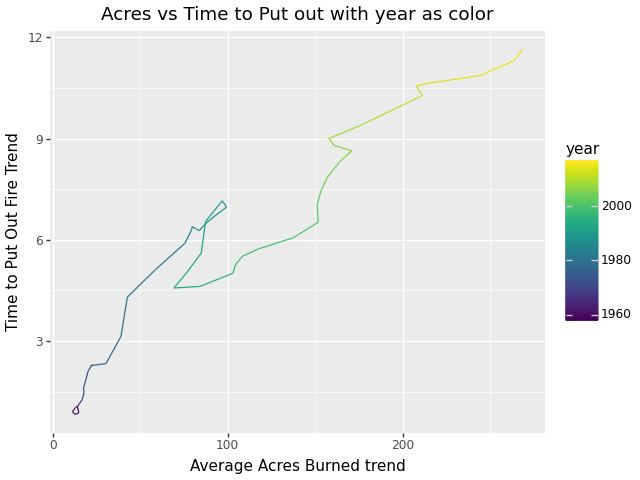 Acres vs Time to Put out with year as color
12
9
6
3
Time to Put Out Fire Trend
0
100
200
Average Acres Burned trend
year
2000
1980
1960